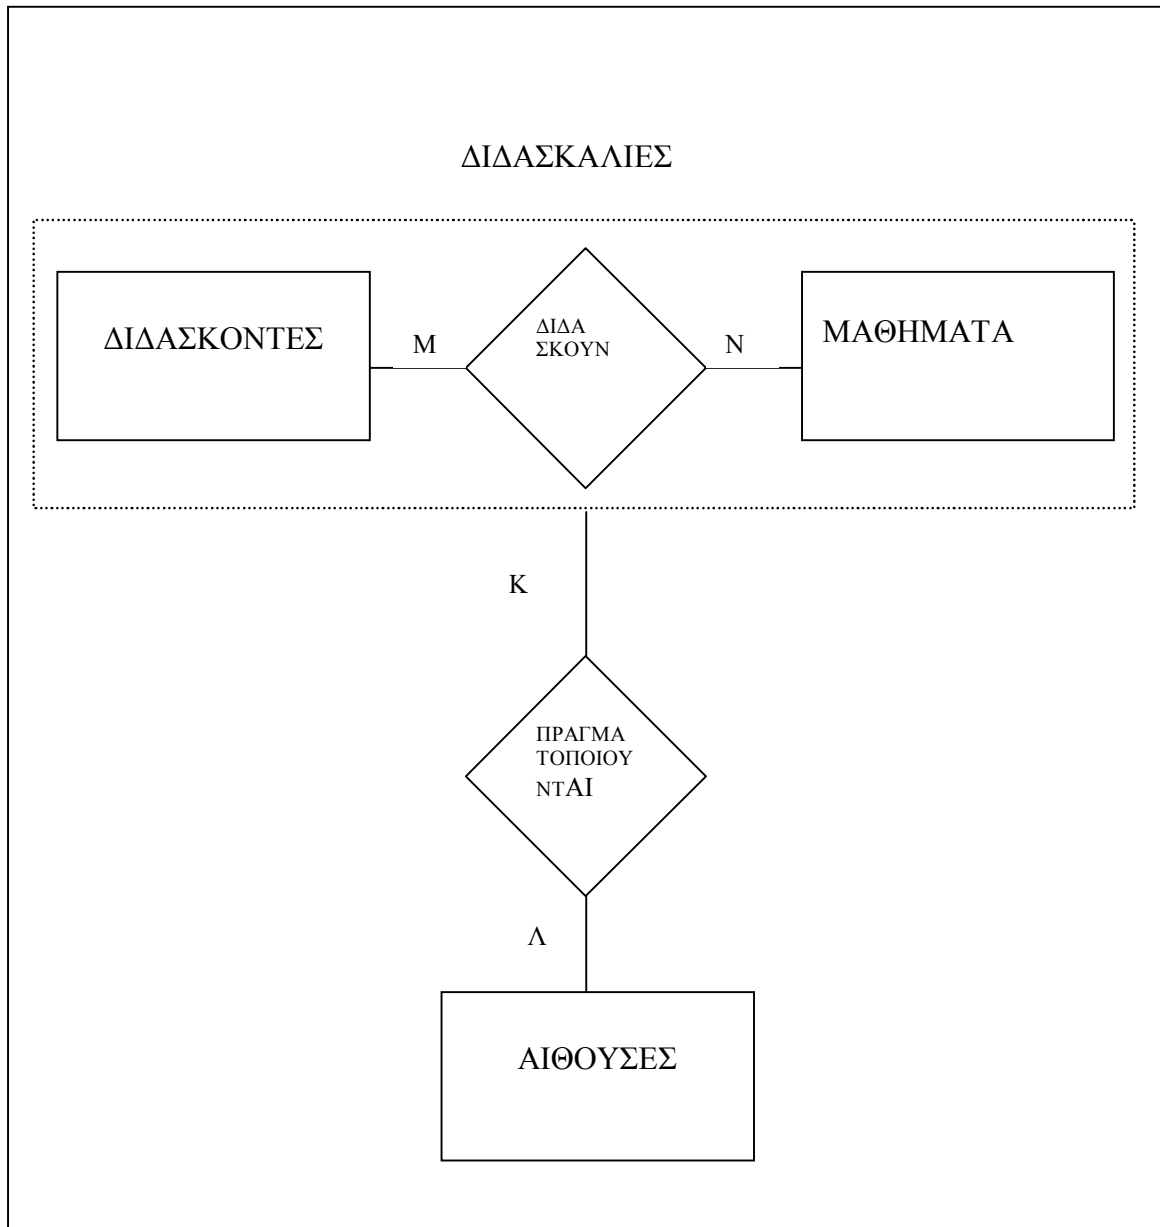 ΔΙΔΑΣΚΑΛΙΕΣ
ΔΙΔΑΣΚΟΝΤΕΣ
Μ
ΔΙΔΑ
ΣΚΟΥΝ
Ν
ΜΑΘΗΜΑΤΑ
Κ
ΠΡΑΓΜΑ
ΤΟΠΟΙΟΥ
ΝΤΑΙ
Λ
ΑΙΘΟΥΣΕΣ